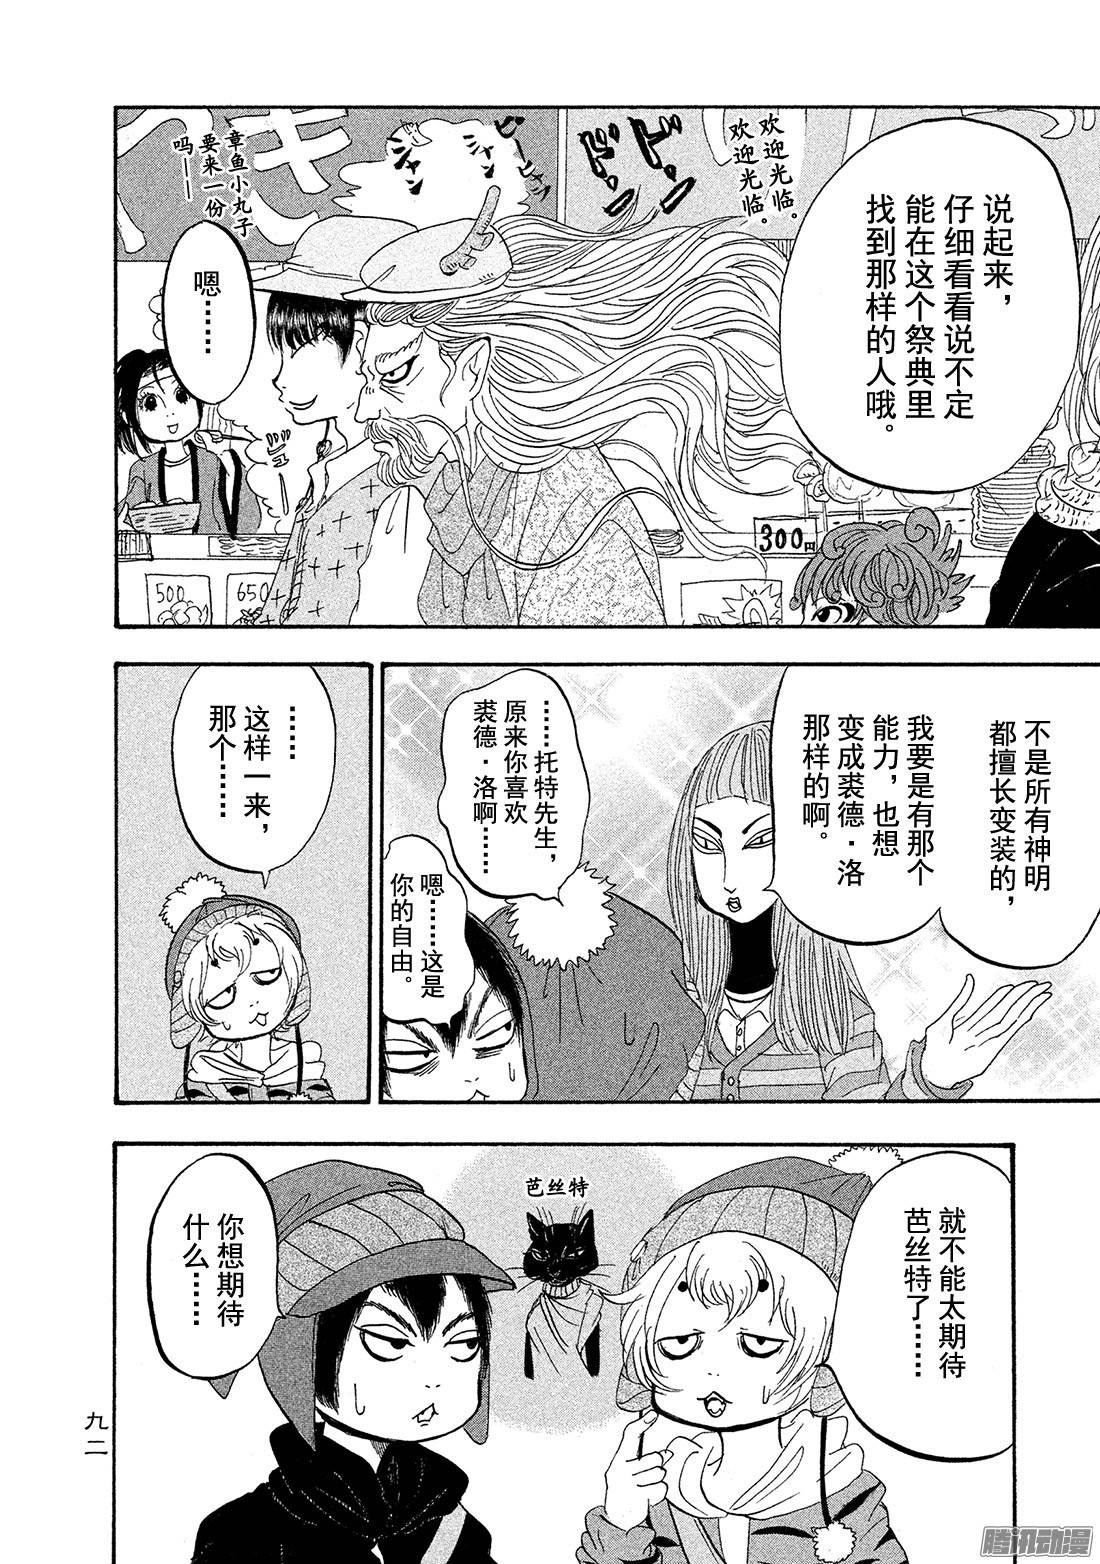 说起来，
仔细看看说不定
能在这个祭典里
找到那样的人哦。
欢迎光临。
欢迎光临。
ドドーン
章鱼小丸子
要来一份
吗——
嗯……
300円
500
650
不是所有神明
都擅长变装的，
我要是有那个
能力，也想
变成裘德·洛
那样的啊。
……托特先生，
原来你喜欢
裘德·洛啊……
嗯……这是
你的自由。
……
这样一来，
那个……
就不能太期待
芭丝特了……
芭丝特
你想期待
什么……
九二
腾讯动漫